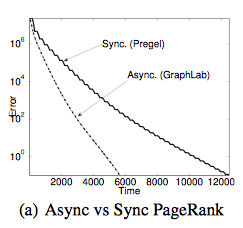 10^6
10^4
10^2
10^0
Error
Sync. (Pregel)
Async. (GraphLab)
2000 4000 6000 8000 10000 12000
Time
(a) Async vs Sync PageRank